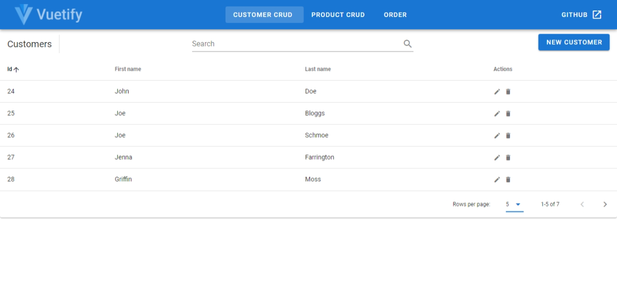 Vuetify CUSTOMER CRUD PRODUCT CRUD ORDER GITHUB
Customers Search NEW CUSTOMER
Id First name Last name Actions
24 John Doe
25 Joe Bloggs
26 Joe Schmoe
27 Jenna Farrington
28 Griffin Moss
Rows per page: 5 1-5 of 7